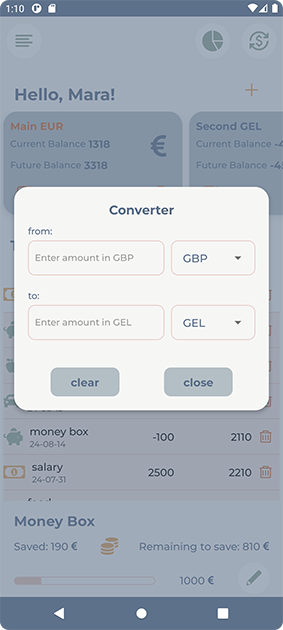 1:10
Hello, Mara!
+
Main EUR
Second GEL
Current Balance 1318
€
Current Balance
Future Balance 3318
Future Balance
Converter
from:
Enter amount in GBP
GBP
to:
Enter amount in GEL
GEL
clear
close
money box
-100
2110
24-08-14
salary
2500
2210
24-07-31
Money Box
Saved: 190 €
Remaining to save: 810 €
1000 €